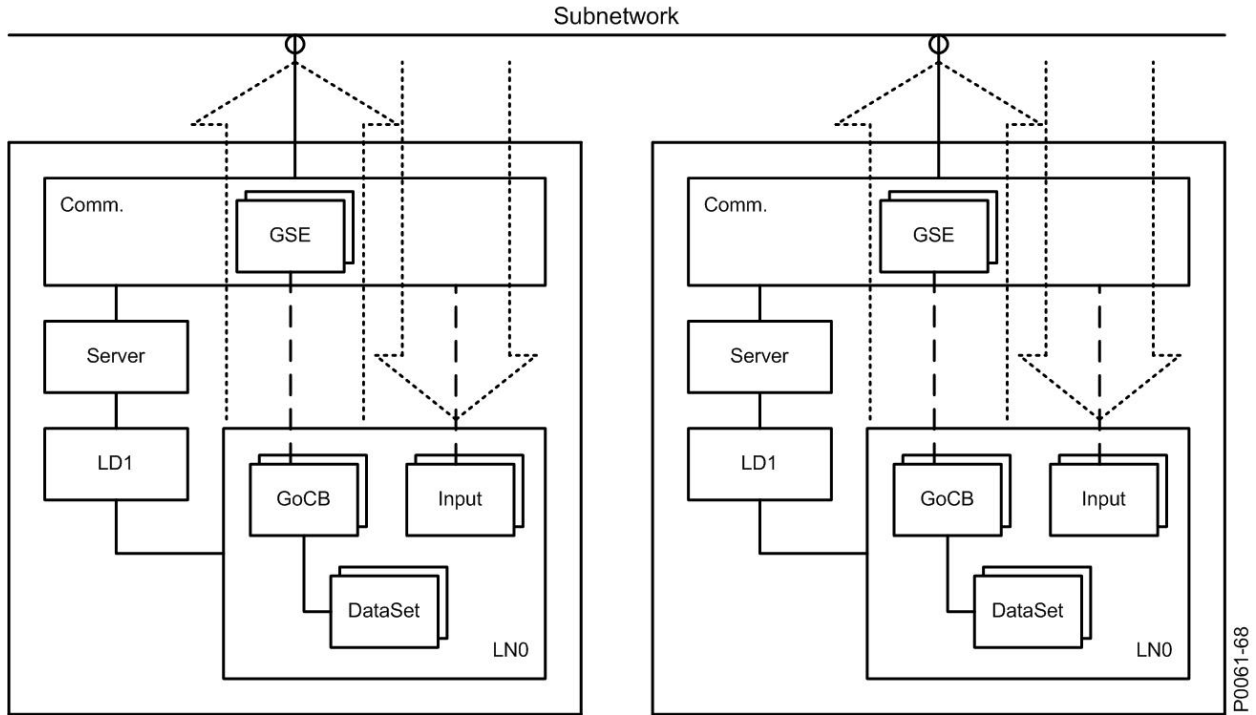 Subnetwork
Comm.
GSE
Server
LD1
GoCB
Input
DataSet
LN0
Comm.
GSE
Server
LD1
GoCB
Input
DataSet
LN0
P0061-68